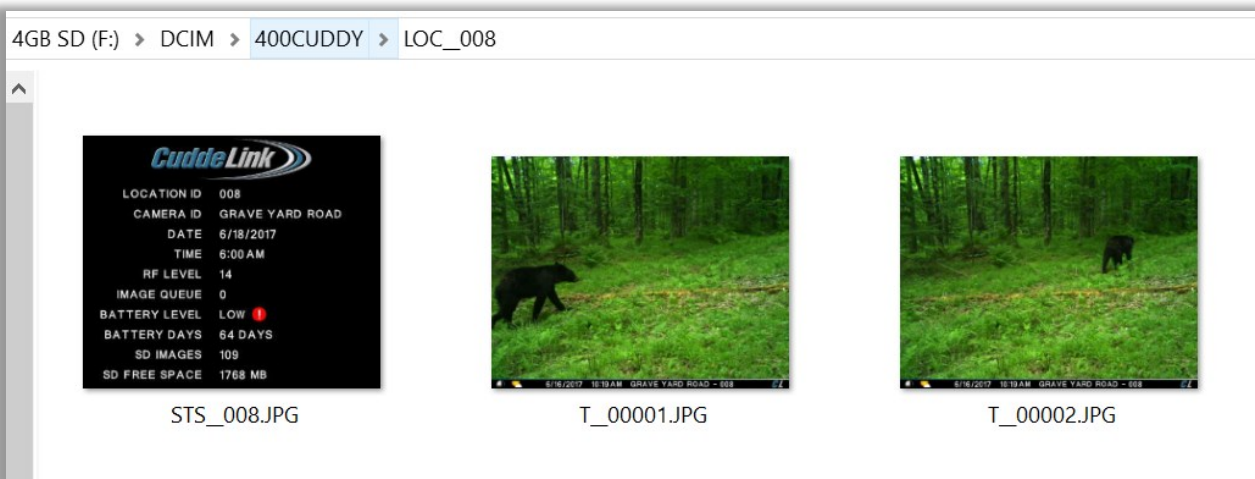 4GB SD (F:) > DCIM > 400CUDDY > LOC__008
CuddeLink
LOCATION ID 008
CAMERA ID GRAVE YARD ROAD
DATE 6/18/2017
TIME 6:00 AM
RF LEVEL 14
IMAGE QUEUE 0
BATTERY LEVEL LOW !
BATTERY DAYS 64 DAYS
SD IMAGES 109
SD FREE SPACE 1768 MB
6/16/2017 10:19 AM GRAVE YARD ROAD - 008 CL
6/16/2017 10:19 AM GRAVE YARD ROAD - 008 CL
STS__008.JPG
T__00001.JPG
T__00002.JPG